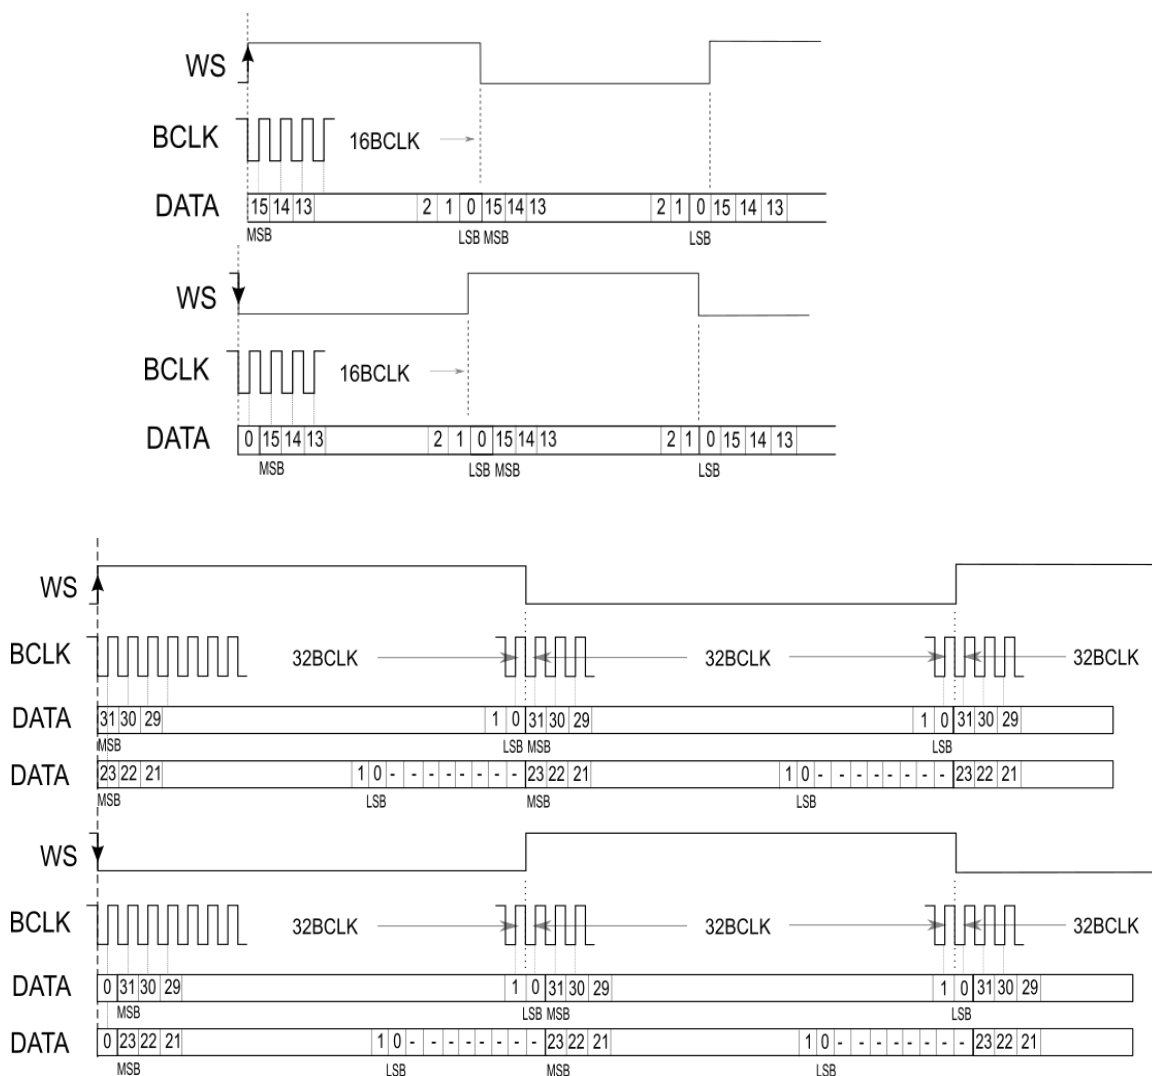 WS
BCLK 16BCLK
DATA 15 14 13 2 1 0 15 14 13 2 1 0 15 14 13
MSB LSB MSB LSB
WS
BCLK 16BCLK
DATA 0 15 14 13 2 1 0 15 14 13 2 1 0 15 14 13
MSB LSB MSB LSB
WS
BCLK 32BCLK 32BCLK 32BCLK
DATA 31 30 29 1 0 31 30 29 1 0 31 30 29
MSB LSB MSB LSB
DATA 23 22 21 1 0 - - - - - - - 23 22 21 1 0 - - - - - - - 23 22 21
MSB LSB MSB LSB
WS
BCLK 32BCLK 32BCLK 32BCLK
DATA 0 31 30 29 1 0 31 30 29 1 0 31 30 29
MSB LSB MSB LSB
DATA 0 23 22 21 1 0 - - - - - - - 23 22 21 1 0 - - - - - - - 23 22 21
MSB LSB MSB LSB